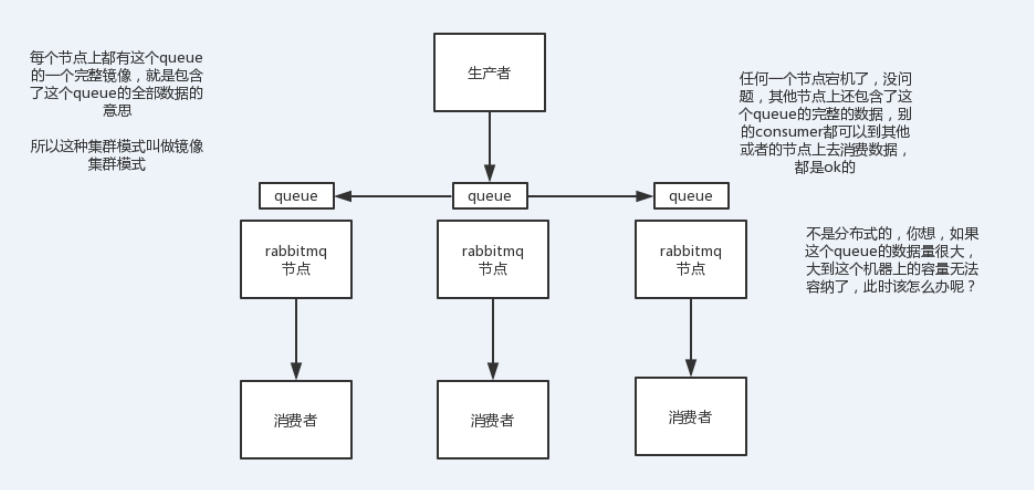 每个节点上都有这个queue
的一个完整镜像，就是包含
了这个queue的全部数据的
意思
所以这种集群模式叫做镜像
集群模式
生产者
任何一个节点宕机了，没问
题，其他节点上还包含了这
个queue的完整的数据，别
的consumer都可以到其他
或者的节点上去消费数据，
都是ok的
queue
queue
queue
rabbitmq
节点
rabbitmq
节点
rabbitmq
节点
不是分布式的，你想，如果
这个queue的数据量很大，
大到这个机器上的容量无法
容纳了，此时该怎么办呢？
消费者
消费者
消费者